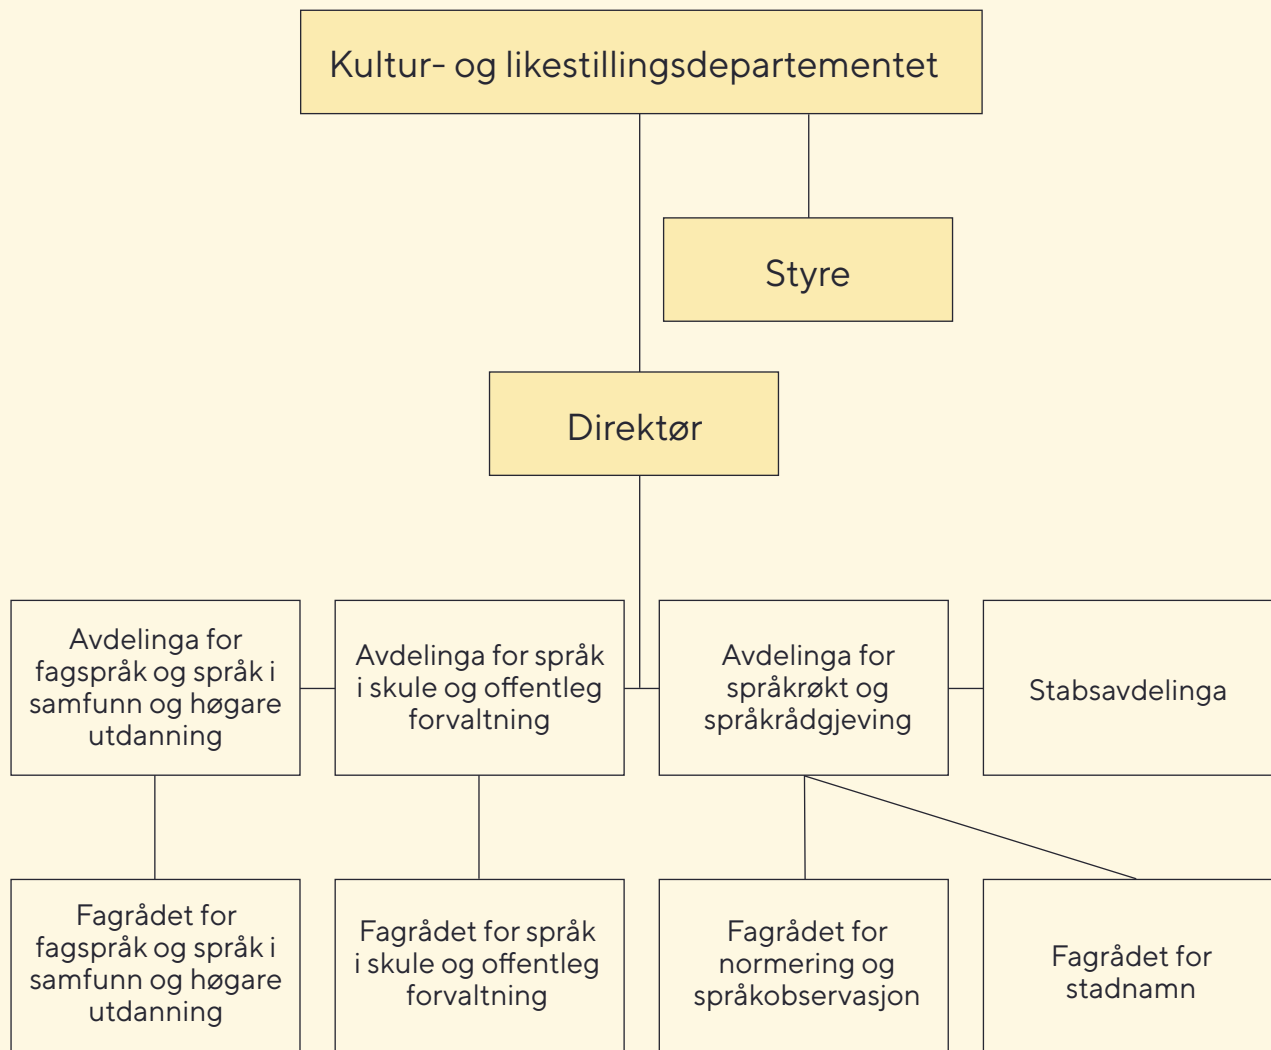 Kultur- og likestillingsdepartementet
Styre
Direktør
Avdelinga for
fagspråk og språk i
samfunn og høgare
utdanning
Avdelinga for språk
i skule og offentleg
forvaltning
Avdelinga for
språkrøkt og
språkrådgjeving
Stabsavdelinga
Fagrådet for
fagspråk og språk i
samfunn og høgare
utdanning
Fagrådet for språk
i skule og offentleg
forvaltning
Fagrådet for
normering og
språkobservasjon
Fagrådet for
stadnamn